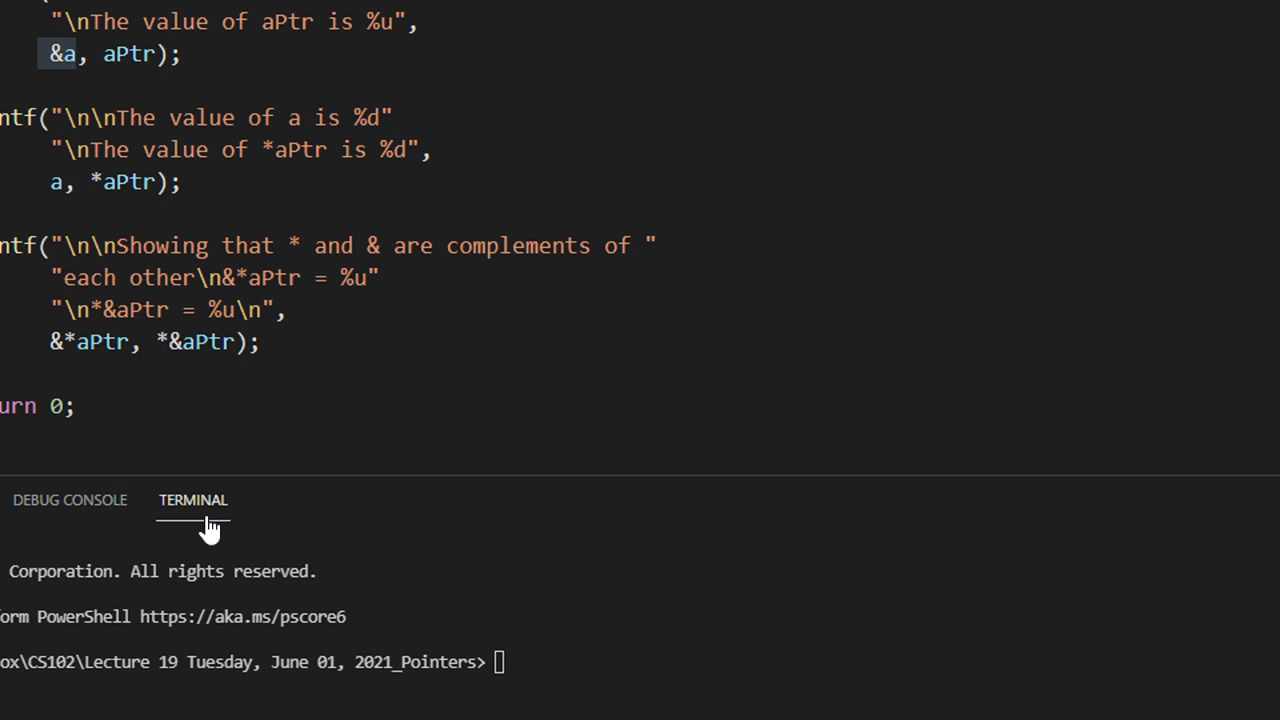 "\nThe value of aPtr is %u",
&a, aPtr);
ntf("\n\nThe value of a is %d"
"\nThe value of *aPtr is %d",
a, *aPtr);
ntf("\n\nShowing that * and & are complements of "
"each other\n&*aPtr = %u"
"\n*&aPtr = %u\n",
&*aPtr, *&aPtr);
urn 0;
DEBUG CONSOLE TERMINAL
Corporation. All rights reserved.
orm PowerShell https://aka.ms/pscore6
ox\CS102\Lecture 19 Tuesday, June 01, 2021_Pointers>